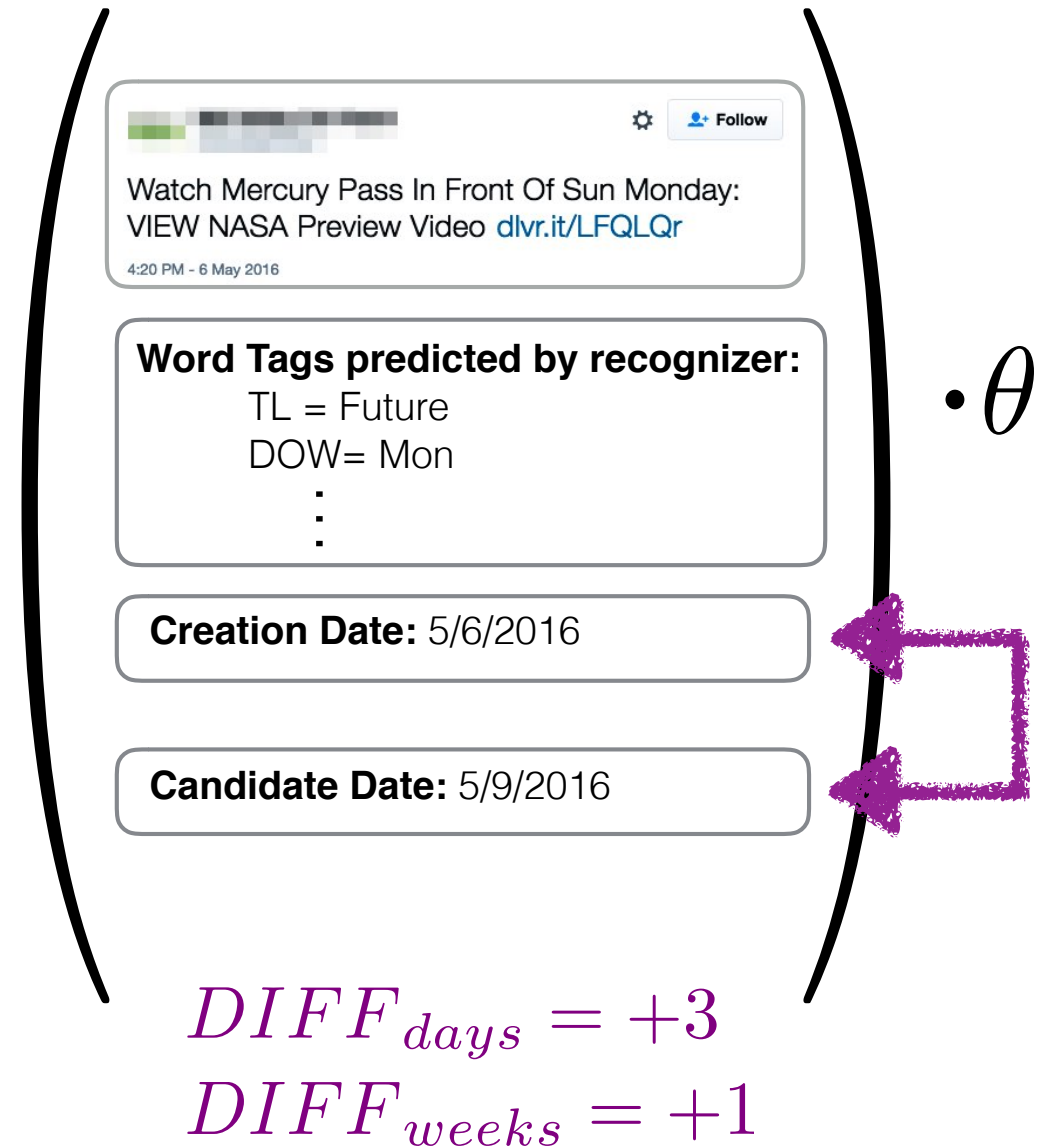 Follow
Watch Mercury Pass In Front Of Sun Monday:
VIEW NASA Preview Video dlvr.it/LFQLQr
4:20 PM - 6 May 2016
Word Tags predicted by recognizer:
TL = Future
DOW= Mon
⋮
· θ
Creation Date: 5/6/2016
Candidate Date: 5/9/2016
DIFF_days = +3
DIFF_weeks = +1